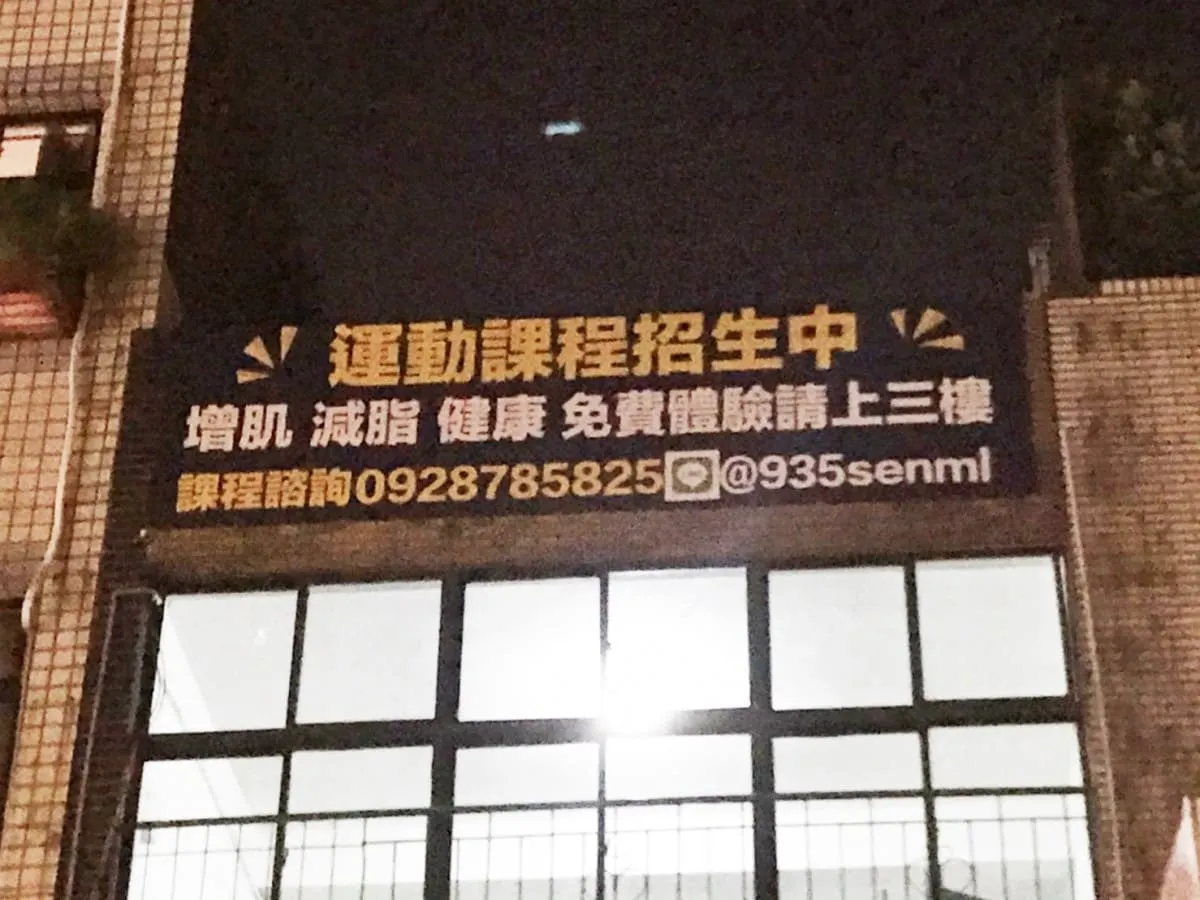 運動課程招生中
增肌 減脂 健康 免費體驗請上三樓
課程諮詢0928785825 @935senml